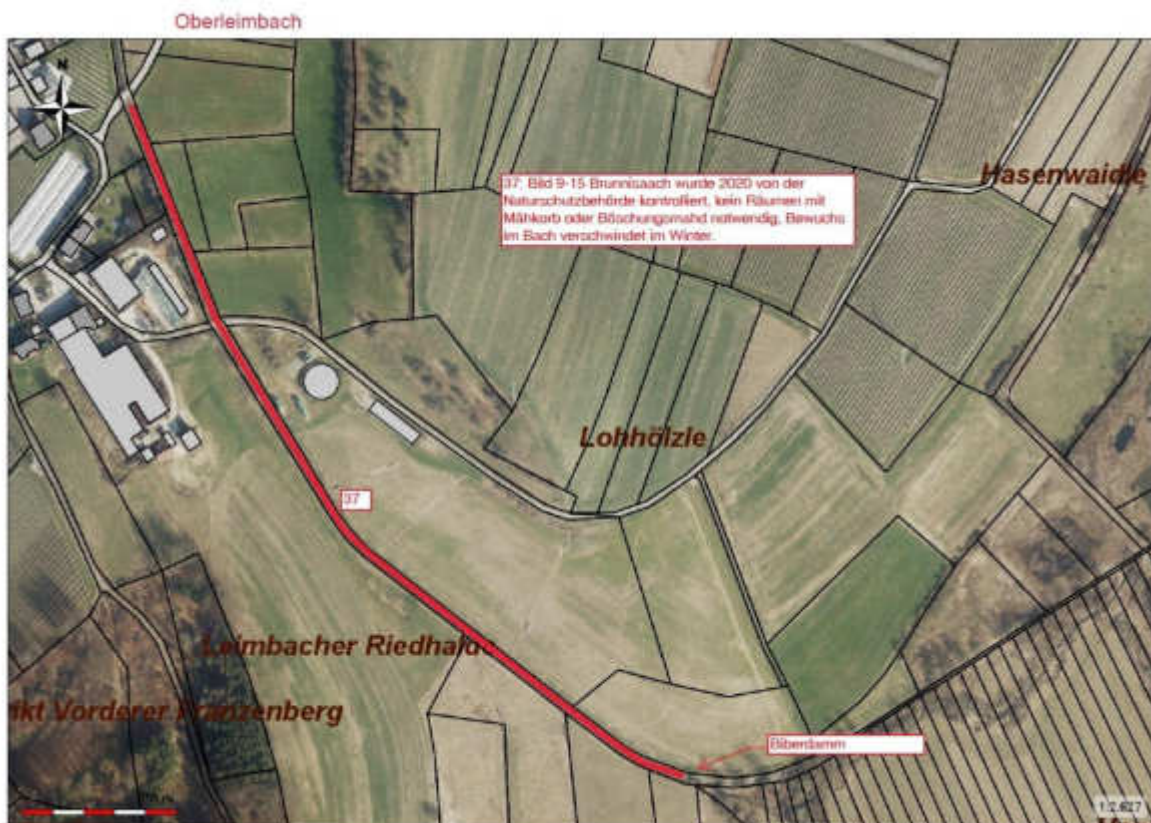 Oberleimbach
N
37; Bild 9-15 Brunnisaach wurde 2020 von der
Naturschutzbehörde kontrolliert, kein Räumen mit
Mähkorb oder Böschungsmahd notwendig, Bewuchs
im Bach verschwindet im Winter.
Hasenwaidle
Lohhölzle
37
Leimbacher Riedhalde
ikt Vorderer Franzenberg
Biberdamm
1:2.627